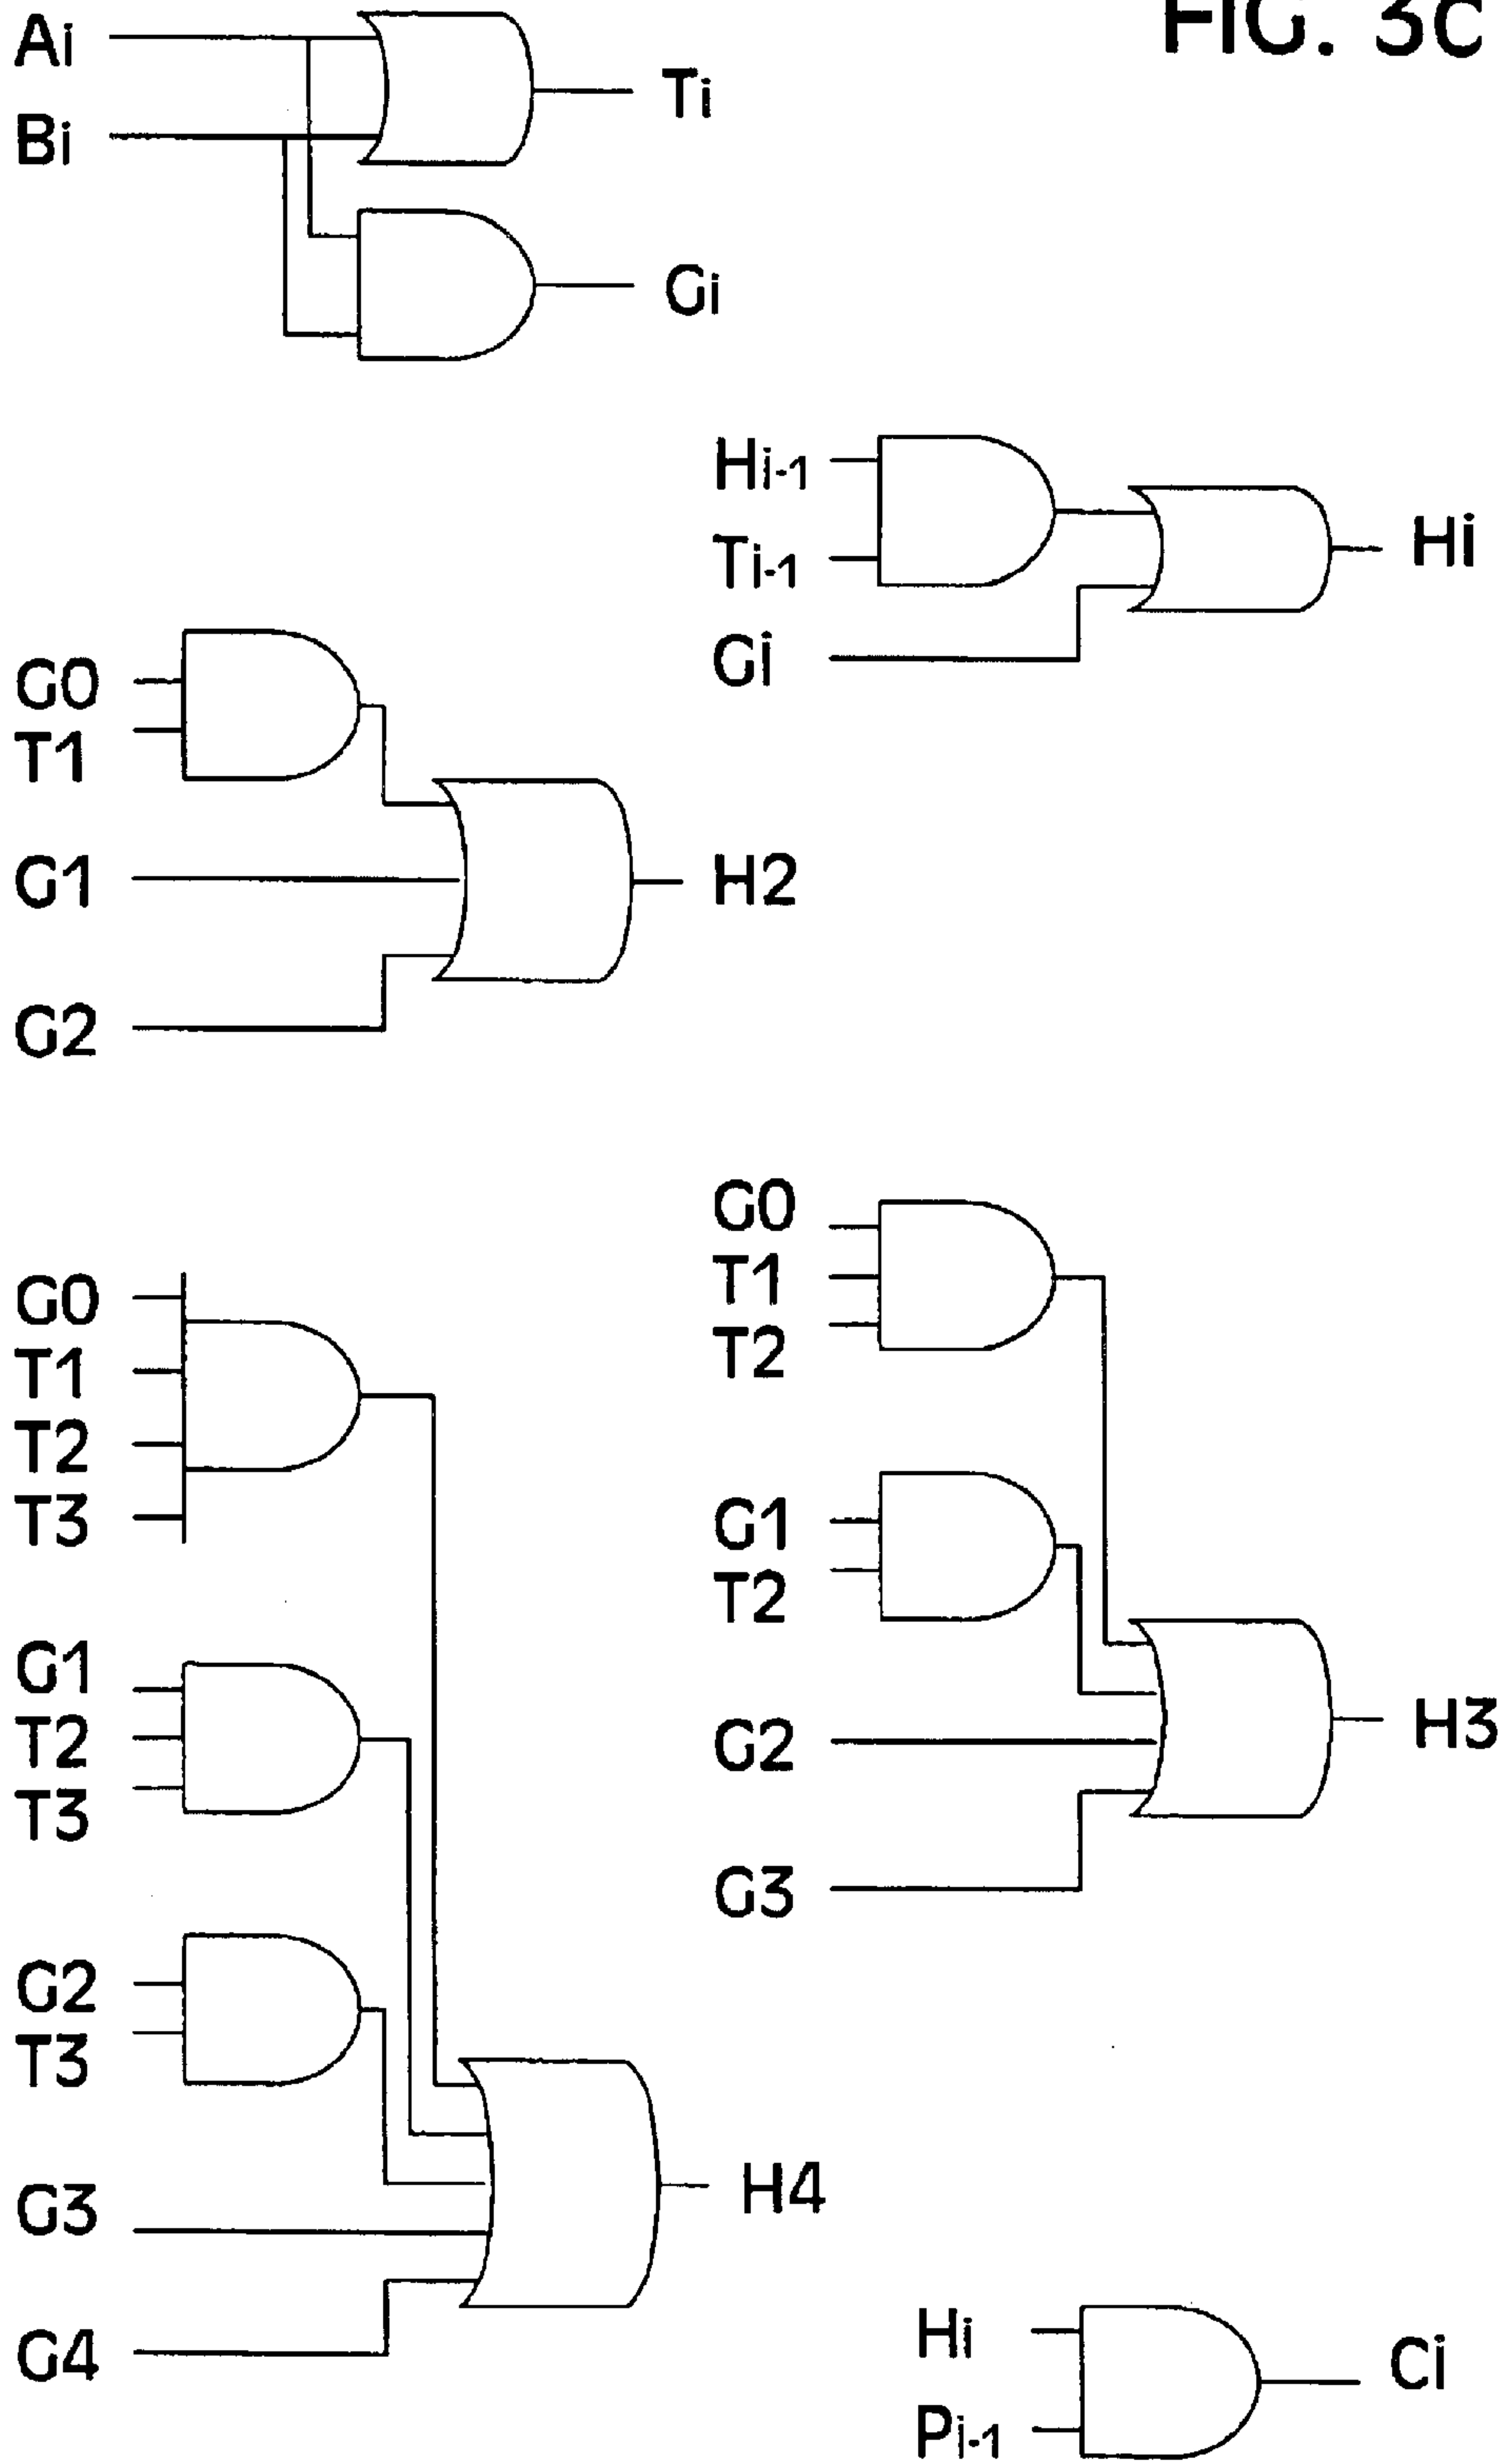 FIG. 3C
Ai
Bi
Ti
Gi
Hi-1
Ti-1
Gi
Hi
G0
T1
G1
G2
H2
G0
T1
T2
G1
T2
G2
G3
H3
G0
T1
T2
T3
G1
T2
T3
G2
T3
G3
G4
H4
Hi
Pi-1
Ci